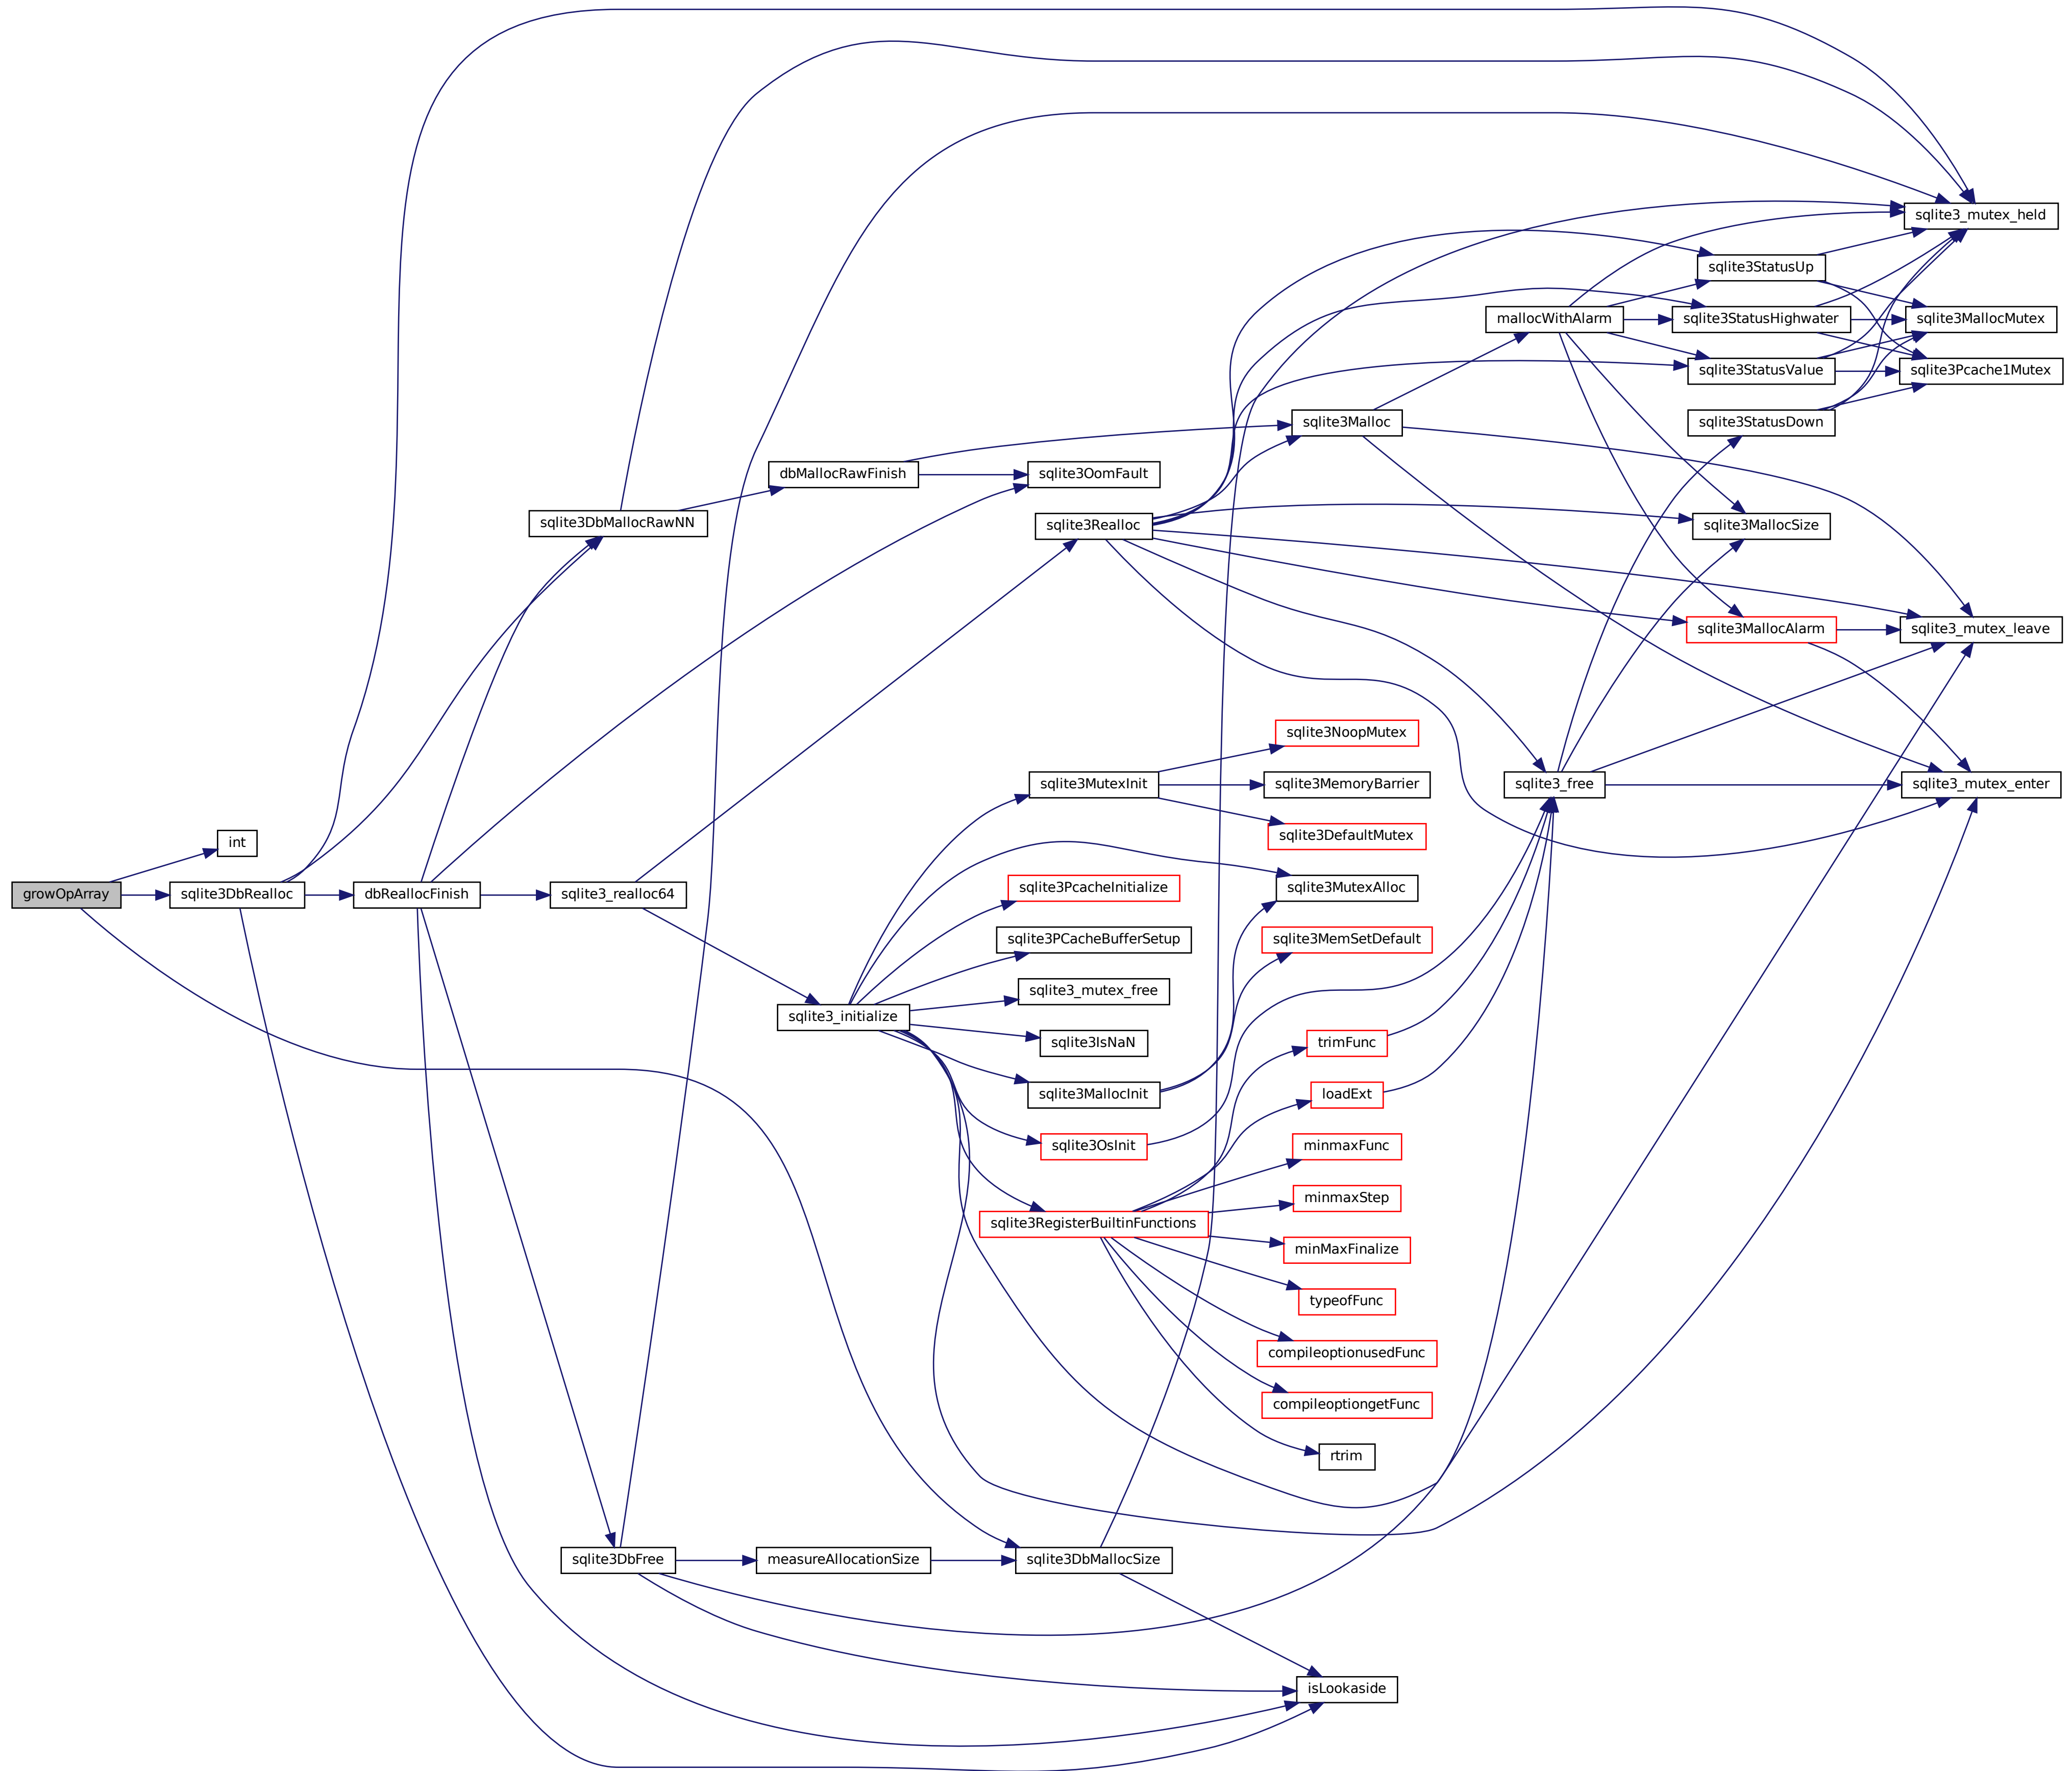 sqlite3_mutex_held
sqlite3StatusUp
mallocWithAlarm
sqlite3StatusHighwater
sqlite3MallocMutex
sqlite3StatusValue
sqlite3Pcache1Mutex
sqlite3Malloc
sqlite3StatusDown
dbMallocRawFinish
sqlite3OomFault
sqlite3DbMallocRawNN
sqlite3Realloc
sqlite3MallocSize
sqlite3MallocAlarm
sqlite3_mutex_leave
sqlite3NoopMutex
sqlite3MutexInit
sqlite3MemoryBarrier
sqlite3_free
sqlite3_mutex_enter
int
sqlite3DefaultMutex
growOpArray
sqlite3DbRealloc
dbReallocFinish
sqlite3_realloc64
sqlite3PcacheInitialize
sqlite3MutexAlloc
sqlite3PCacheBufferSetup
sqlite3MemSetDefault
sqlite3_mutex_free
sqlite3_initialize
sqlite3IsNaN
trimFunc
sqlite3MallocInit
loadExt
sqlite3OsInit
minmaxFunc
minmaxStep
sqlite3RegisterBuiltinFunctions
minMaxFinalize
typeofFunc
compileoptionusedFunc
compileoptiongetFunc
rtrim
sqlite3DbFree
measureAllocationSize
sqlite3DbMallocSize
isLookaside